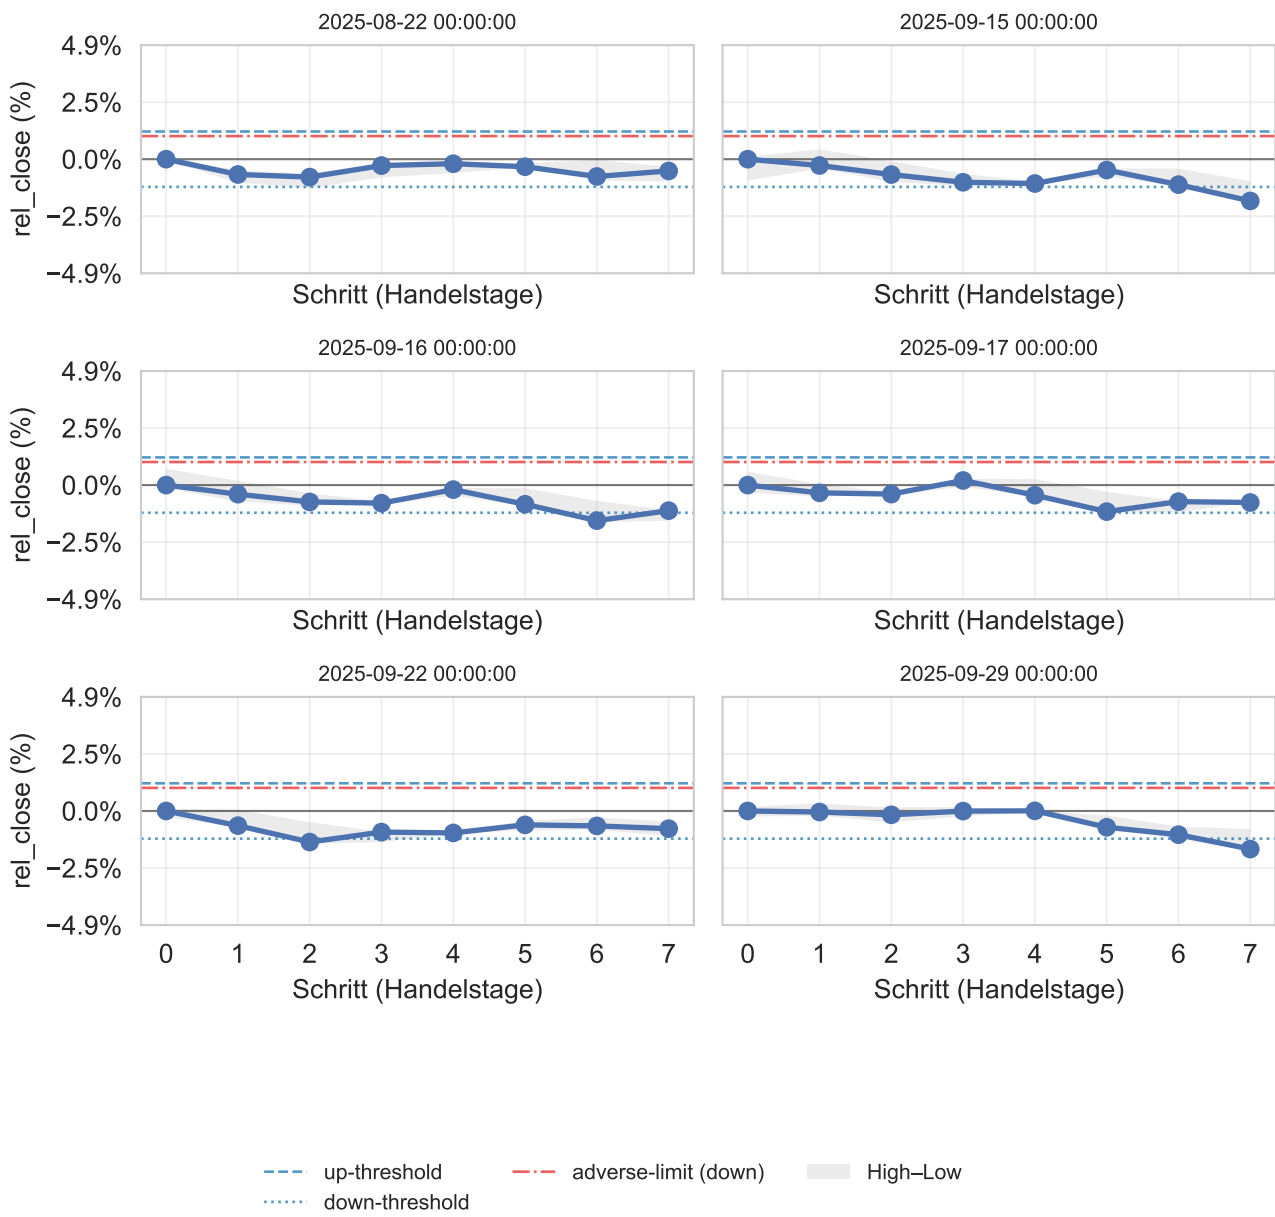 2025-08-22 00:00:00
4.9%
2.5%
0.0%
−2.5%
−4.9%
rel_close (%)
Schritt (Handelstage)
2025-09-15 00:00:00
Schritt (Handelstage)
2025-09-16 00:00:00
4.9%
2.5%
0.0%
−2.5%
−4.9%
rel_close (%)
Schritt (Handelstage)
2025-09-17 00:00:00
Schritt (Handelstage)
2025-09-22 00:00:00
4.9%
2.5%
0.0%
−2.5%
−4.9%
rel_close (%)
0 1 2 3 4 5 6 7
Schritt (Handelstage)
2025-09-29 00:00:00
0 1 2 3 4 5 6 7
Schritt (Handelstage)
up-threshold
down-threshold
adverse-limit (down)
High–Low